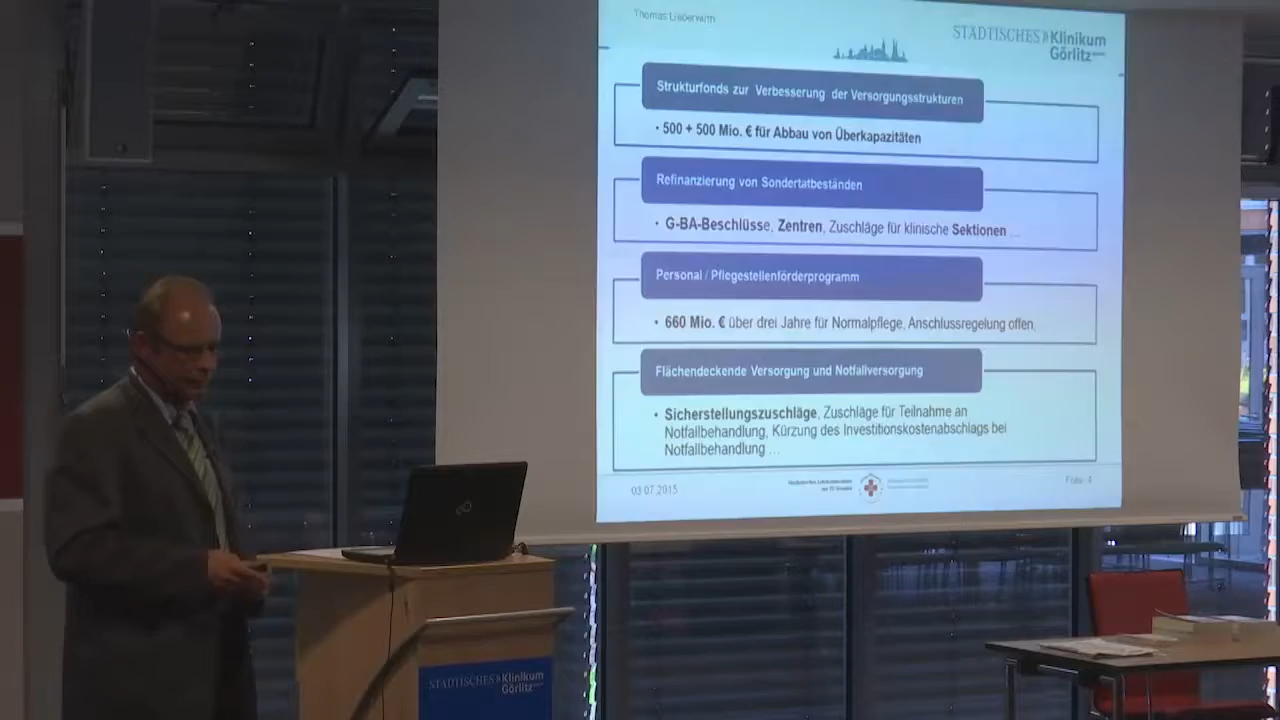 Thomas Lieberwirth
STÄDTISCHES Klinikum
Görlitz
Strukturfonds zur Verbesserung der Versorgungsstrukturen
• 500 + 500 Mio. € für Abbau von Überkapazitäten
Refinanzierung von Sondertatbeständen
• G-BA-Beschlüsse, Zentren, Zuschläge für klinische Sektionen ...
Personal / Pflegestellenförderprogramm
• 660 Mio. € über drei Jahre für Normalpflege, Anschlussregelung offen,
Flächendeckende Versorgung und Notfallversorgung
• Sicherstellungszuschläge, Zuschläge für Teilnahme an
Notfallbehandlung, Kürzung des Investitionskostenabschlags bei
Notfallbehandlung ...
03.07.2015
Folie 4
STÄDTISCHES Klinikum
Görlitz